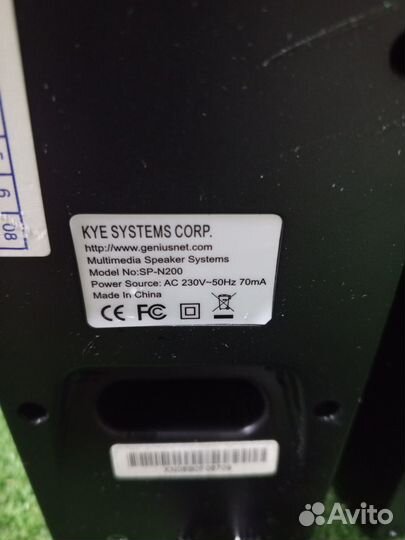 KYE SYSTEMS CORP.
http://www.geniusnet.com
Multimedia Speaker Systems
Model No:SP-N200
Power Source: AC 230V~50Hz 70mA
Made In China
CE FC
Avito